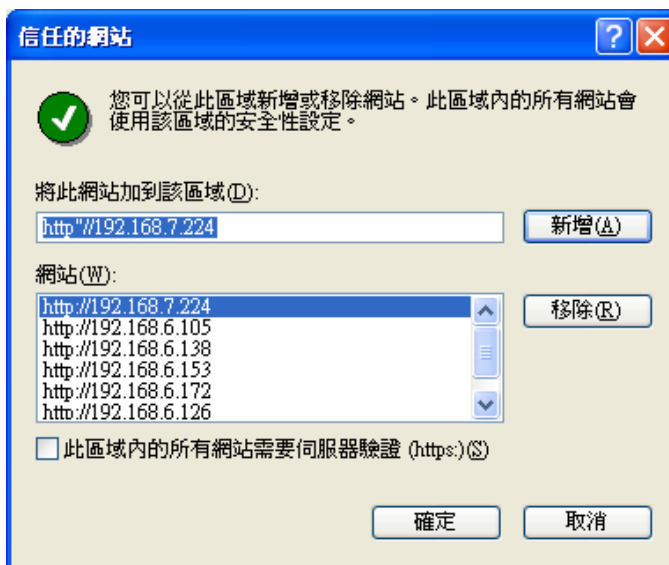 信任的網站
您可以從此區域新增或移除網站。此區域內的所有網站會
使用該區域的安全性設定。
將此網站加到該區域(D):
http"//192.168.7.224
新增(A)
網站(W):
http://192.168.7.224
http://192.168.6.105
http://192.168.6.138
http://192.168.6.153
http://192.168.6.172
http://192.168.6.126
移除(R)
此區域內的所有網站需要伺服器驗證 (https:)(S)
確定
取消